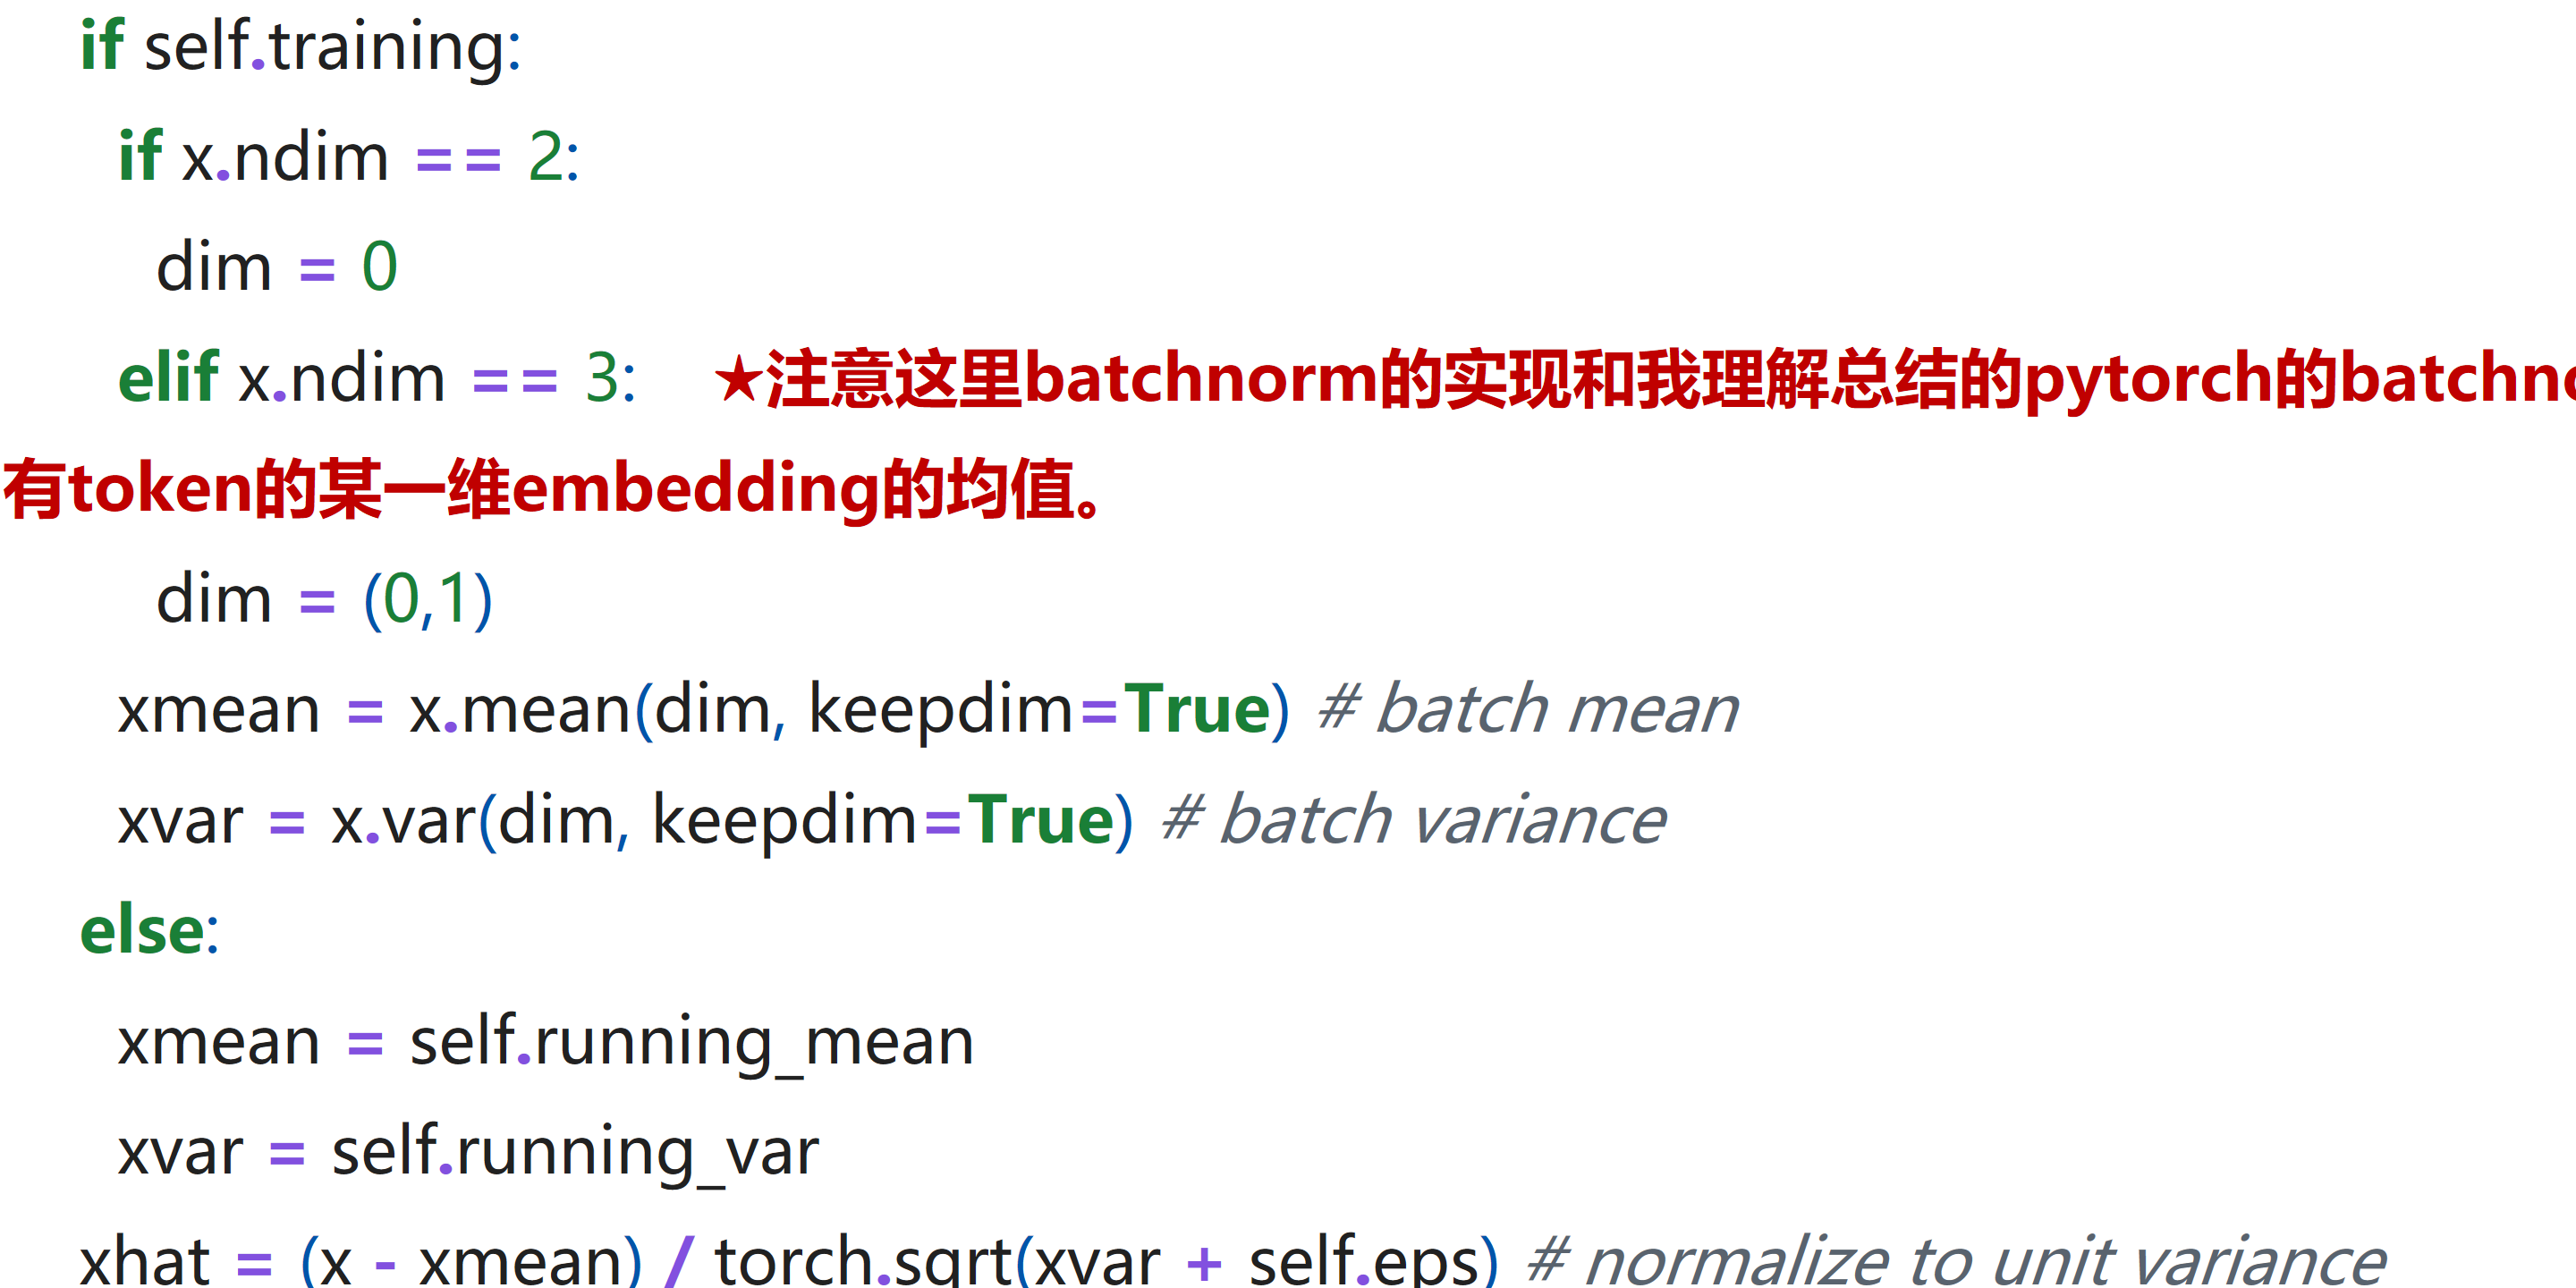 if self.training:
if x.ndim == 2:
dim = 0
elif x.ndim == 3: ★注意这里batchnorm的实现和我理解总结的pytorch的batchn
有token的某一维embedding的均值。
dim = (0,1)
xmean = x.mean(dim, keepdim=True) # batch mean
xvar = x.var(dim, keepdim=True) # batch variance
else:
xmean = self.running_mean
xvar = self.running_var
xhat = (x - xmean) / torch.sqrt(xvar + self.eps) # normalize to unit variance